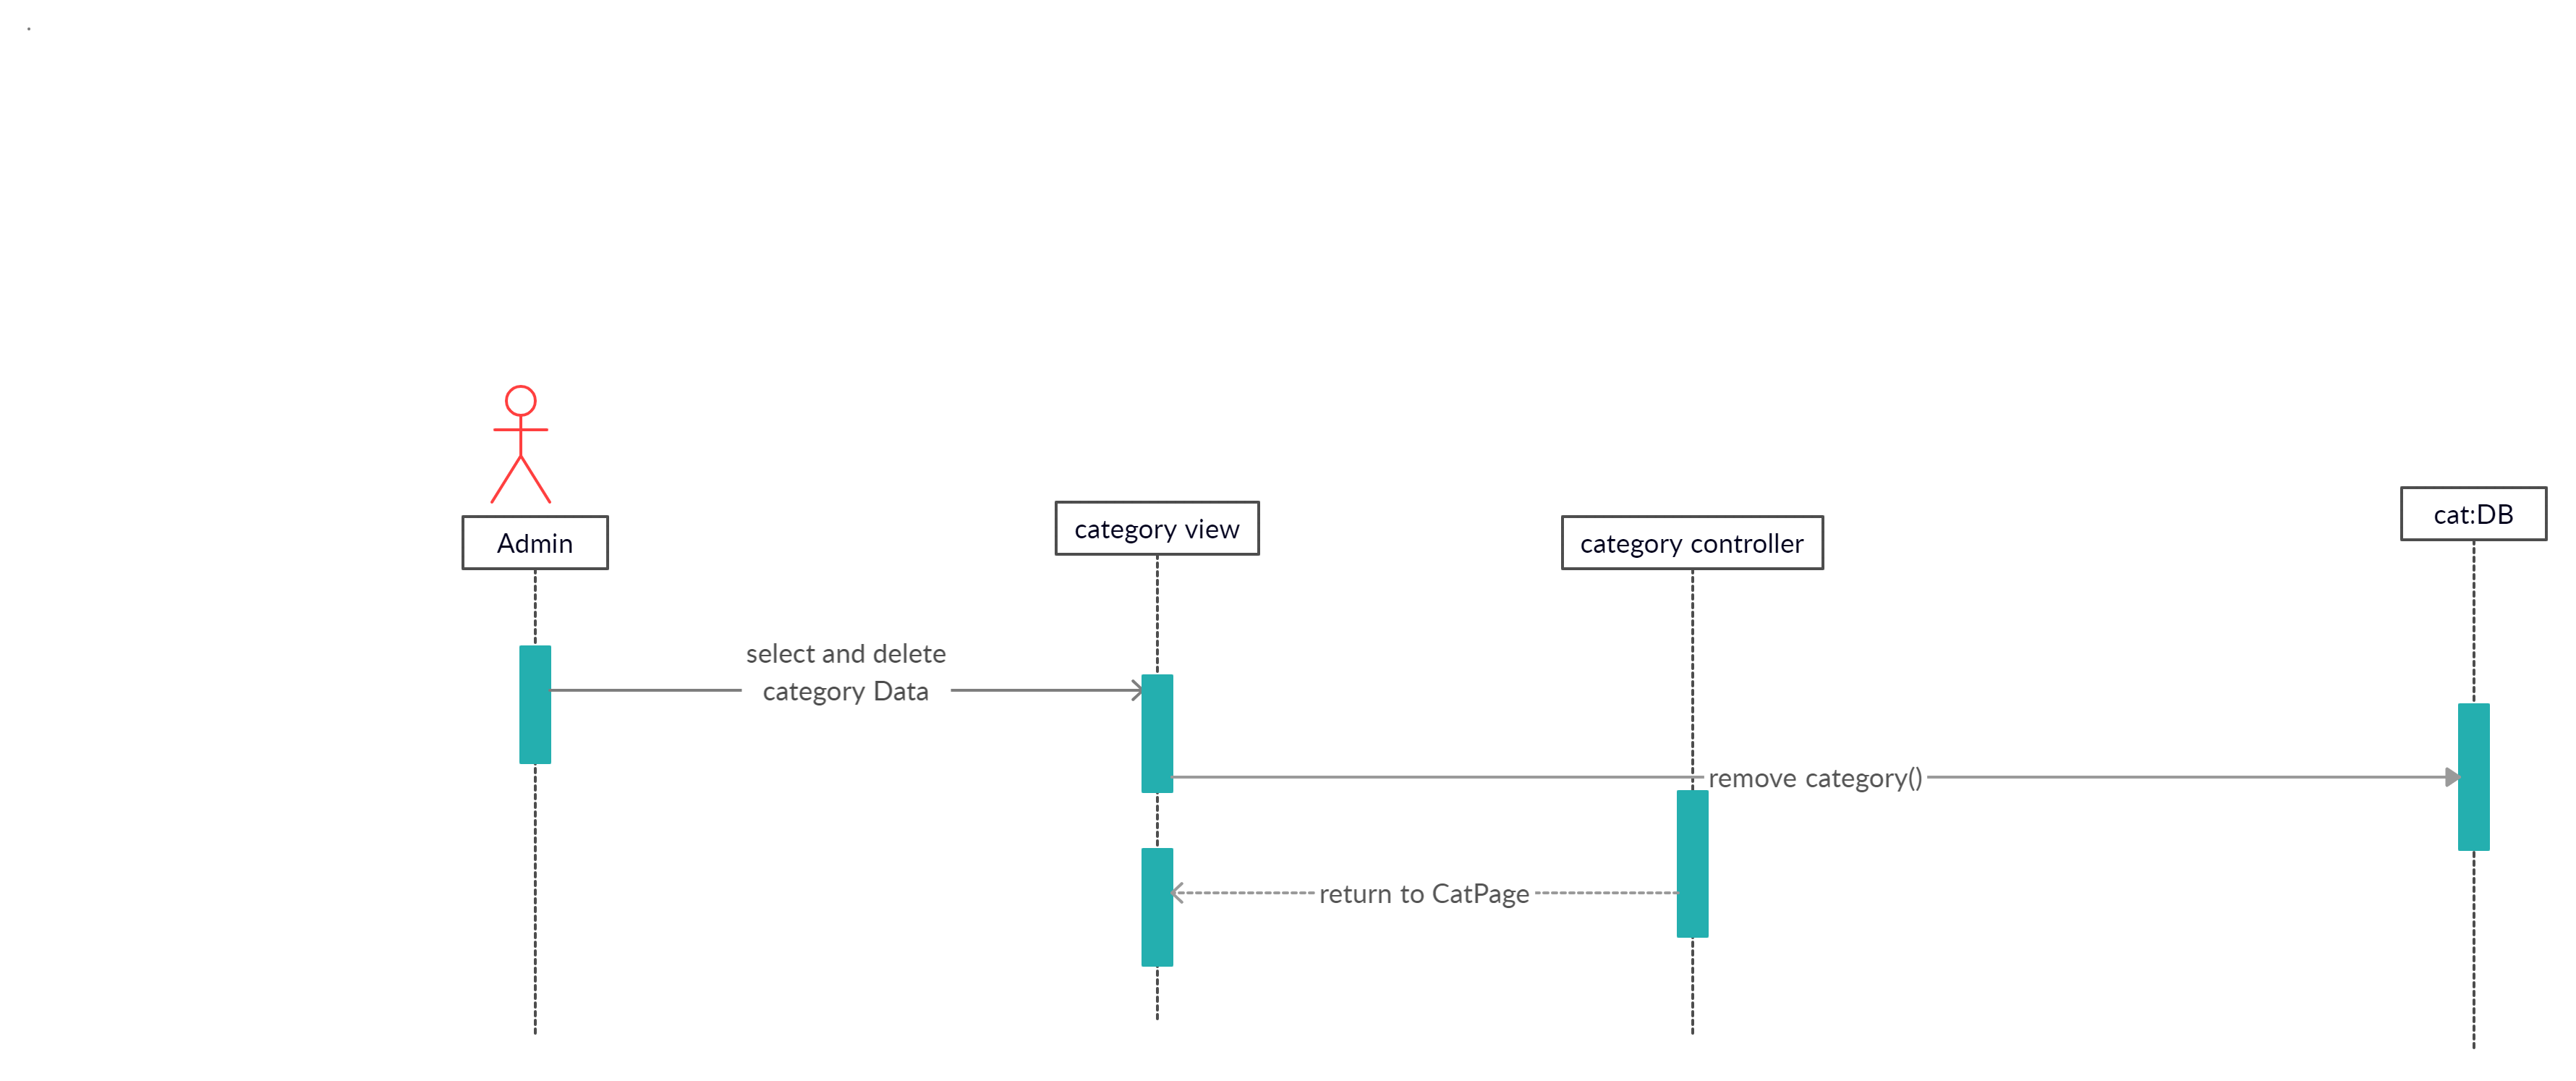 Admin
category view
category controller
cat:DB
select and delete
category Data
remove category()
return to CatPage